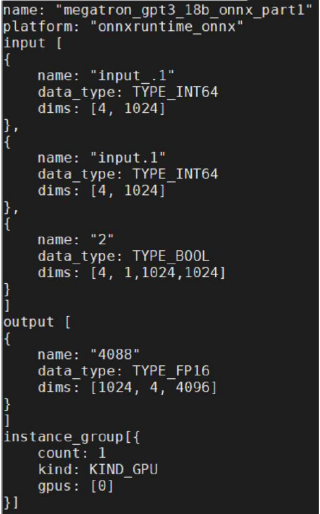 name: "megatron_gpt3_18b_onnx_part1"
platform: "onnxruntime_onnx"
input [
{
    name: "input_.1"
    data_type: TYPE_INT64
    dims: [4, 1024]
},
{
    name: "input.1"
    data_type: TYPE_INT64
    dims: [4, 1024]
},
{
    name: "2"
    data_type: TYPE_BOOL
    dims: [4, 1,1024,1024]
}
]
output [
{
    name: "4088"
    data_type: TYPE_FP16
    dims: [1024, 4, 4096]
}
]
instance_group[{
    count: 1
    kind: KIND_GPU
    gpus: [0]
}]